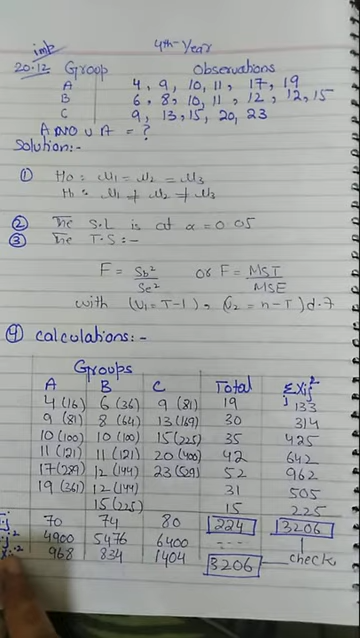 imp
4th Year
20.12 Group Observations
A 4, 9, 10, 11, 17, 19
B 6, 8, 10, 11, 12, 12, 15
C 9, 13, 15, 20, 23
ANOVA = ?
Solution:-
① H0 = μ1 = μ2 = μ3
H1 = μ1 ≠ μ2 ≠ μ3
② The S.L is at α = 0.05
③ The T.S :-
F = Sb²/Se² or F = MST/MSE
with (V1 = T-1), (V2 = n-T) d.f
④ Calculations:-
Groups
A B C Total ΣXij²
j
4 (16) 6 (36) 9 (81) 19 133
9 (81) 8 (64) 13 (169) 30 314
10 (100) 10 (100) 15 (225) 35 425
11 (121) 11 (121) 20 (400) 42 642
17 (289) 12 (144) 23 (529) 52 962
19 (361) 12 (144) 31 505
15 (225) 15 225
70 74 80 224 3206
4900 5476 6400 ----
968 834 1404 3206 check